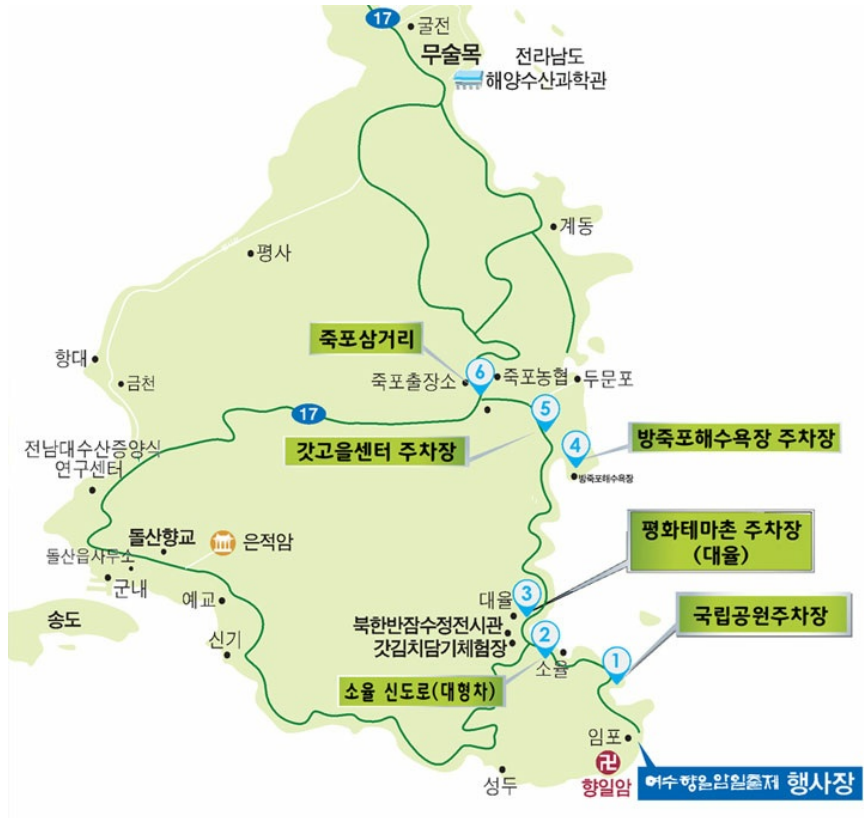 17
굴전
무술목
전라남도
해양수산과학관
계동
평사
죽포삼거리
항대
금천
죽포출장소
6
죽포농협
두문포
17
5
갓고을센터 주차장
4
방죽포해수욕장 주차장
방죽포해수욕장
전남대수산증양식
연구센터
돌산향교
은적암
평화테마촌 주차장
(대율)
돌산읍사무소
군내
예교
대율
3
국립공원주차장
송도
신기
북한반잠수정전시관
갓김치담기체험장
2
소율
1
소율 신도로(대형차)
임포
향일암
성두
여수향일암일출제 행사장